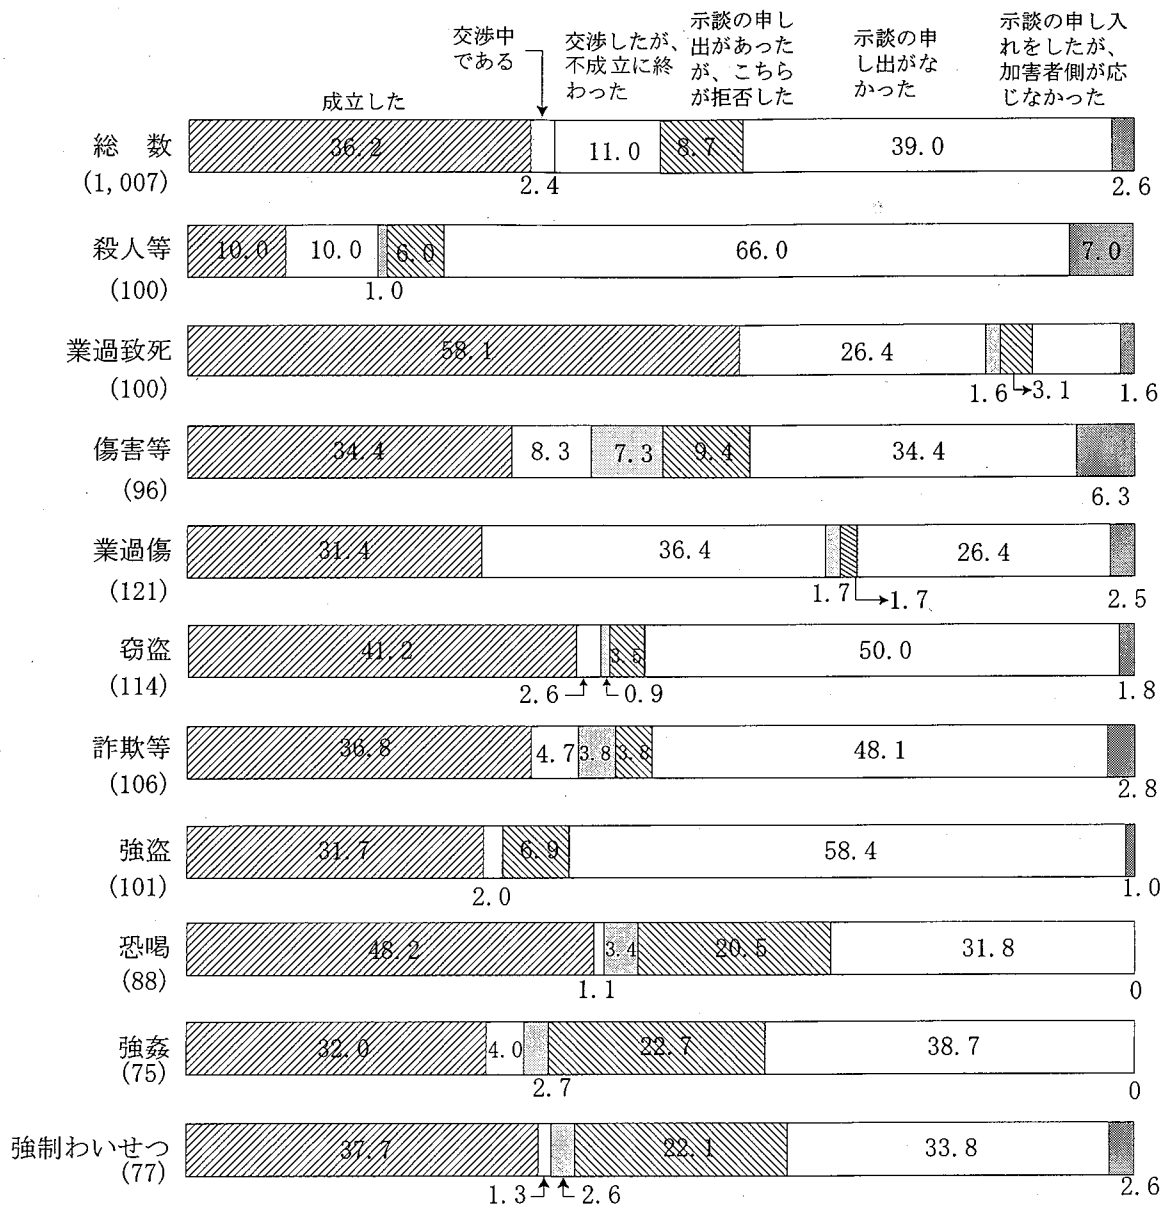 成立した
交渉中
である
交渉したが、
不成立に終
わった
示談の申し
出があった
が、こちら
が拒否した
示談の申
し出がな
かった
示談の申し入
れをしたが、
加害者側が応
じなかった
総 数
(1,007)
36.2
2.4
11.0
8.7
39.0
2.6
殺人等
(100)
10.0
10.0
1.0
6.0
66.0
7.0
業過致死
(100)
58.1
26.4
1.6
3.1
1.6
傷害等
(96)
34.4
8.3
7.3
9.4
34.4
6.3
業過傷
(121)
31.4
36.4
1.7
1.7
26.4
2.5
窃盗
(114)
41.2
2.6
0.9
3.5
50.0
1.8
詐欺等
(106)
36.8
4.7
3.8
3.8
48.1
2.8
強盗
(101)
31.7
2.0
6.9
58.4
1.0
恐喝
(88)
48.2
1.1
3.4
20.5
31.8
0
強姦
(75)
32.0
4.0
2.7
22.7
38.7
0
強制わいせつ
(77)
37.7
1.3
2.6
22.1
33.8
2.6